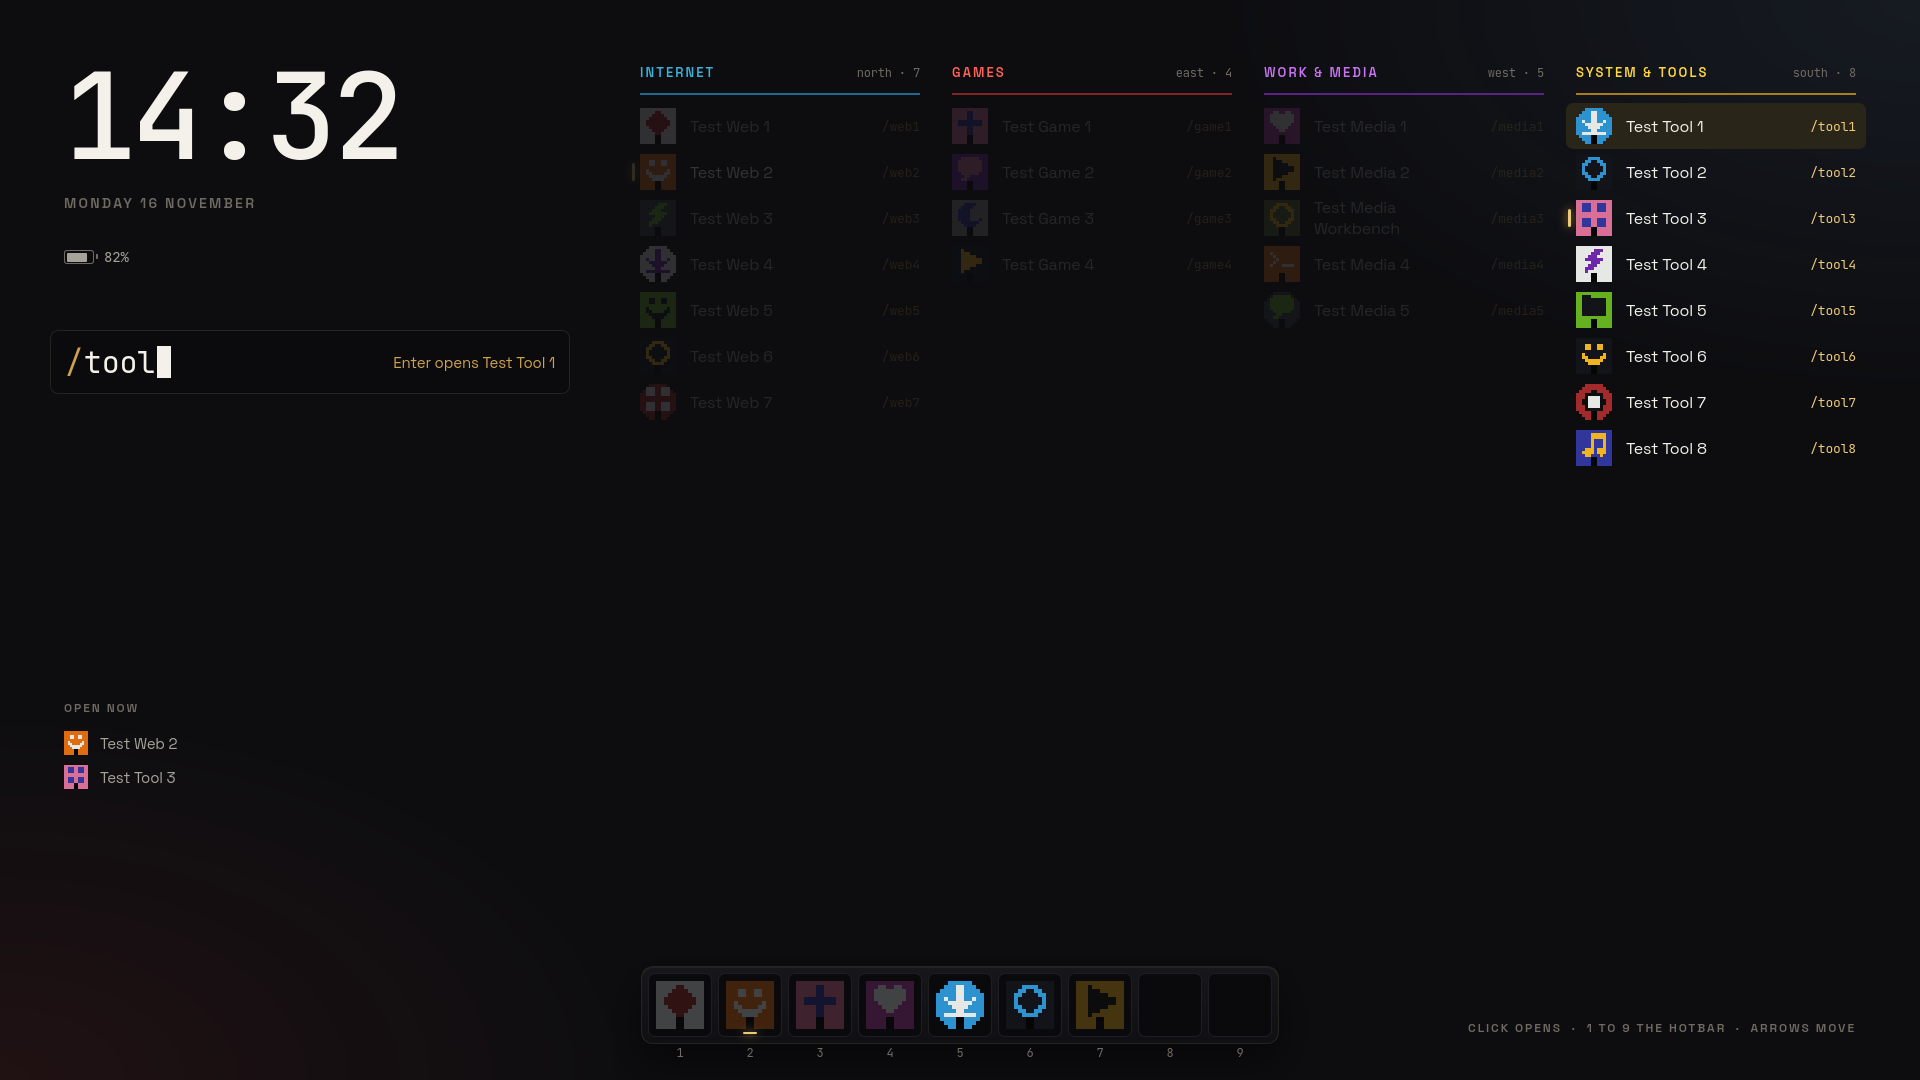 14:32
MONDAY 16 NOVEMBER
82%
/tool
Enter opens Test Tool 1
OPEN NOW
Test Web 2
Test Tool 3
INTERNET
north · 7
Test Web 1
/web1
Test Web 2
/web2
Test Web 3
/web3
Test Web 4
/web4
Test Web 5
/web5
Test Web 6
/web6
Test Web 7
/web7
GAMES
east · 4
Test Game 1
/game1
Test Game 2
/game2
Test Game 3
/game3
Test Game 4
/game4
WORK & MEDIA
west · 5
Test Media 1
/media1
Test Media 2
/media2
Test Media
Workbench
/media3
Test Media 4
/media4
Test Media 5
/media5
SYSTEM & TOOLS
south · 8
Test Tool 1
/tool1
Test Tool 2
/tool2
Test Tool 3
/tool3
Test Tool 4
/tool4
Test Tool 5
/tool5
Test Tool 6
/tool6
Test Tool 7
/tool7
Test Tool 8
/tool8
1 2 3 4 5 6 7 8 9
CLICK OPENS · 1 TO 9 THE HOTBAR · ARROWS MOVE